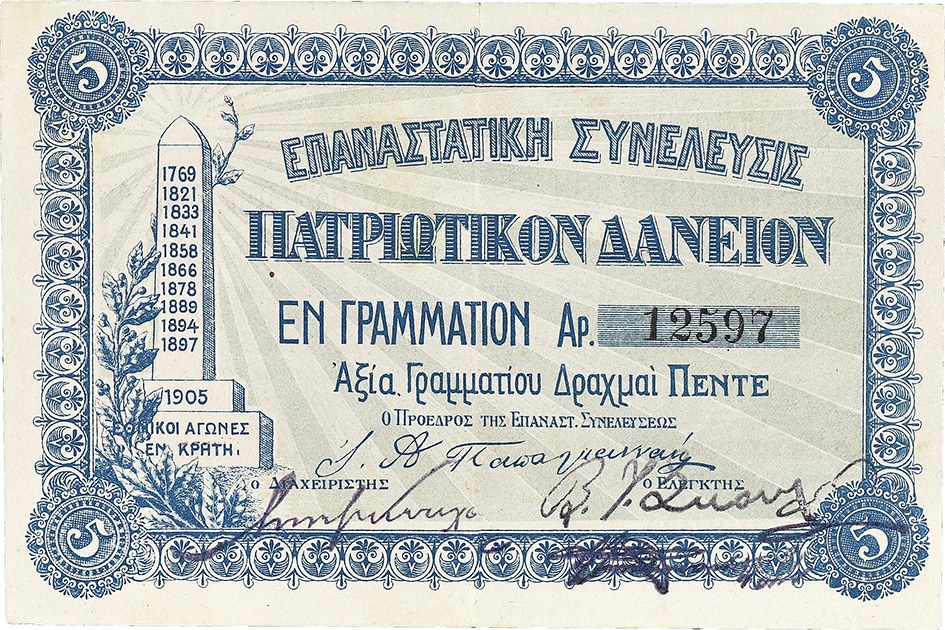 5 5
ΕΠΑΝΑΣΤΑΤΙΚΗ ΣΥΝΕΛΕΥΣΙΣ
ΠΑΤΡΙΩΤΙΚΟΝ ΔΑΝΕΙΟΝ
ΕΝ ΓΡΑΜΜΑΤΙΟΝ ΑΡ. 12597
Ἀξία Γραμματίου Δραχμαὶ ΠΕΝΤΕ
Ο ΠΡΟΕΔΡΟΣ ΤΗΣ ΕΠΑΝΑΣΤ. ΣΥΝΕΛΕΥΣΕΩΣ
Ο ΔΙΑΧΕΙΡΙΣΤΗΣ Ο ΕΛΕΓΚΤΗΣ
1769
1821
1833
1841
1858
1866
1878
1889
1894
1897
1905
ΕΘΝΙΚΟΙ ΑΓΩΝΕΣ
ΕΝ ΚΡΗΤΗι
5 5